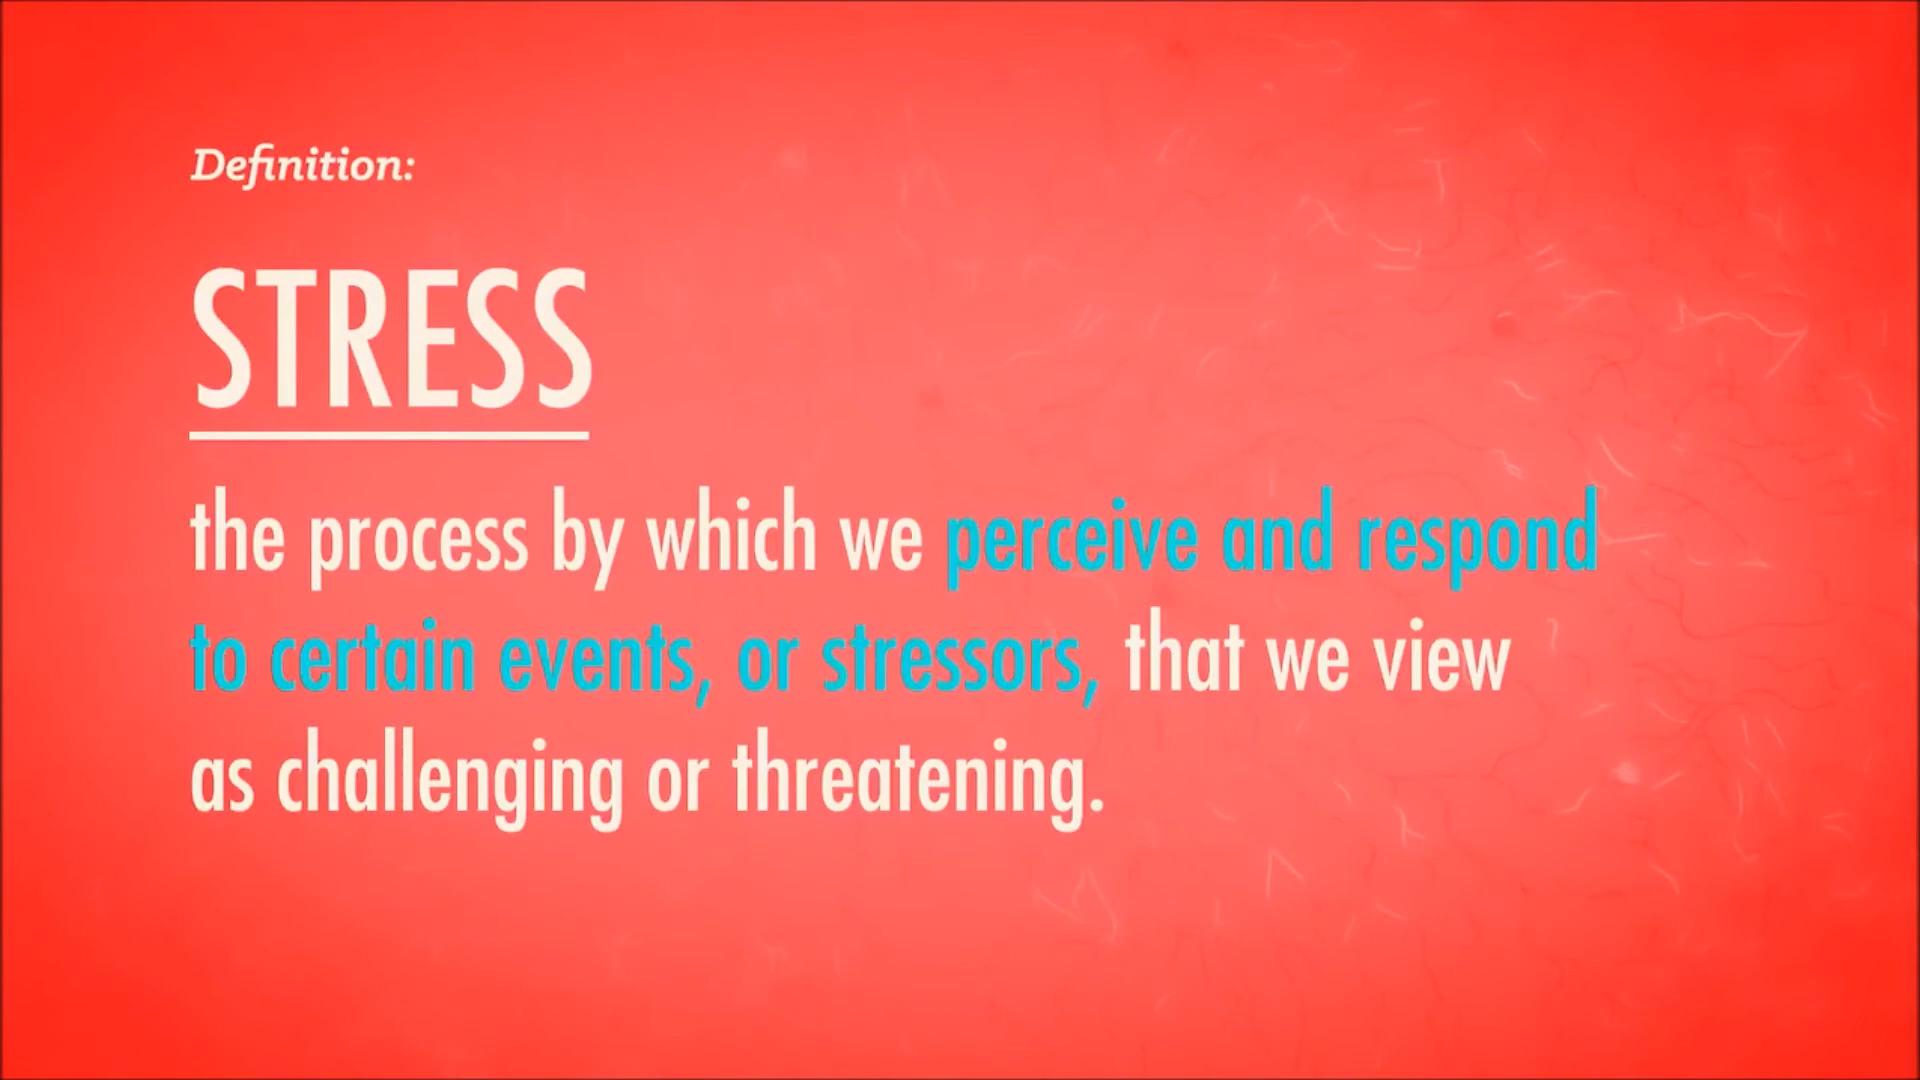 Definition:
STRESS
the process by which we perceive and respond
to certain events, or stressors, that we view
as challenging or threatening.